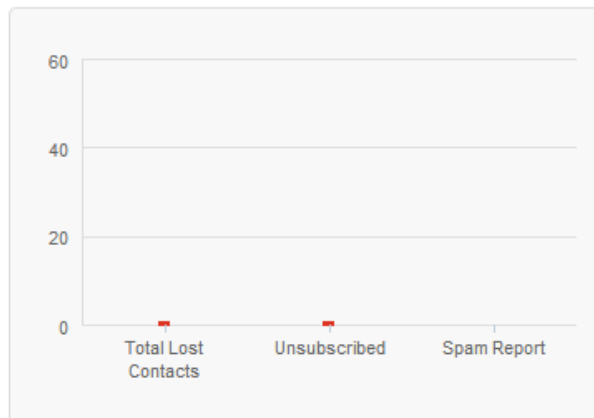 60
40
20
0
Total Lost
Contacts
Unsubscribed
Spam Report